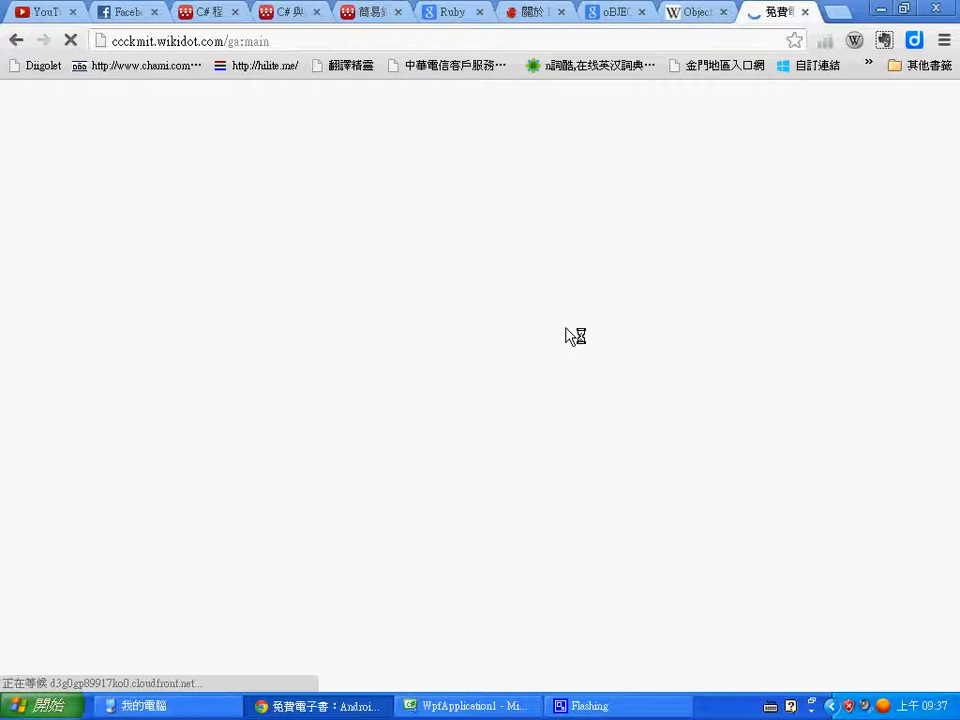 YouT
Faceb
C# 程
C# 與
簡易
Ruby
關於
oBJEC
Object
免費電
ccckmit.wikidot.com/ga:main
Diigolet
http://www.chami.com…
http://hilite.me/
翻譯精靈
中華電信客戶服務…
n詞酷,在线英汉詞典…
金門地區入口網
自訂連結
»
其他書籤
正在等候 d3g0gp89917ko0.cloudfront.net...
開始
我的電腦
免費電子書：Androi...
WpfApplication1 - Mi...
Flashing
上午 09:37